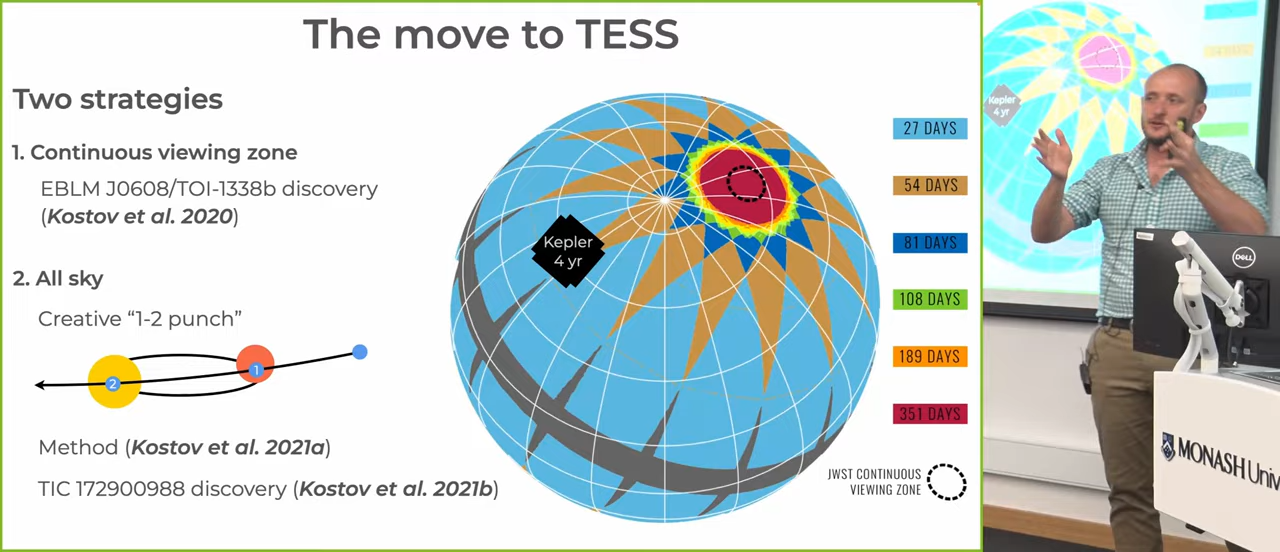 The move to TESS
Two strategies
1. Continuous viewing zone
EBLM J0608/TOI-1338b discovery
(Kostov et al. 2020)
2. All sky
Creative “1-2 punch”
2
1
Method (Kostov et al. 2021a)
TIC 172900988 discovery (Kostov et al. 2021b)
Kepler
4 yr
27 DAYS
54 DAYS
81 DAYS
108 DAYS
189 DAYS
351 DAYS
JWST CONTINUOUS
VIEWING ZONE
Kepler
4 yr
DELL
MONASH Univ